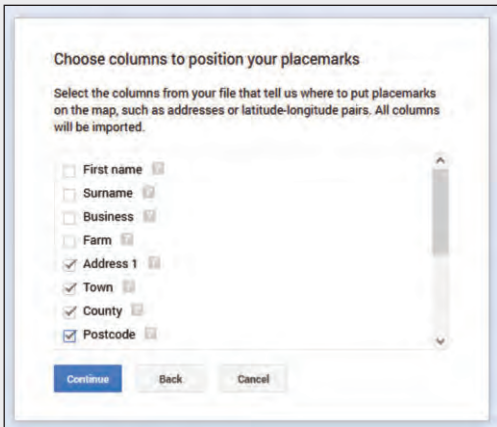 Choose columns to position your placemarks
Select the columns from your file that tell us where to put placemarks
on the map, such as addresses or latitude-longitude pairs. All columns
will be imported.
First name ?
Surname ?
Business ?
Farm ?
Address 1 ?
Town ?
County ?
Postcode ?
Continue Back Cancel